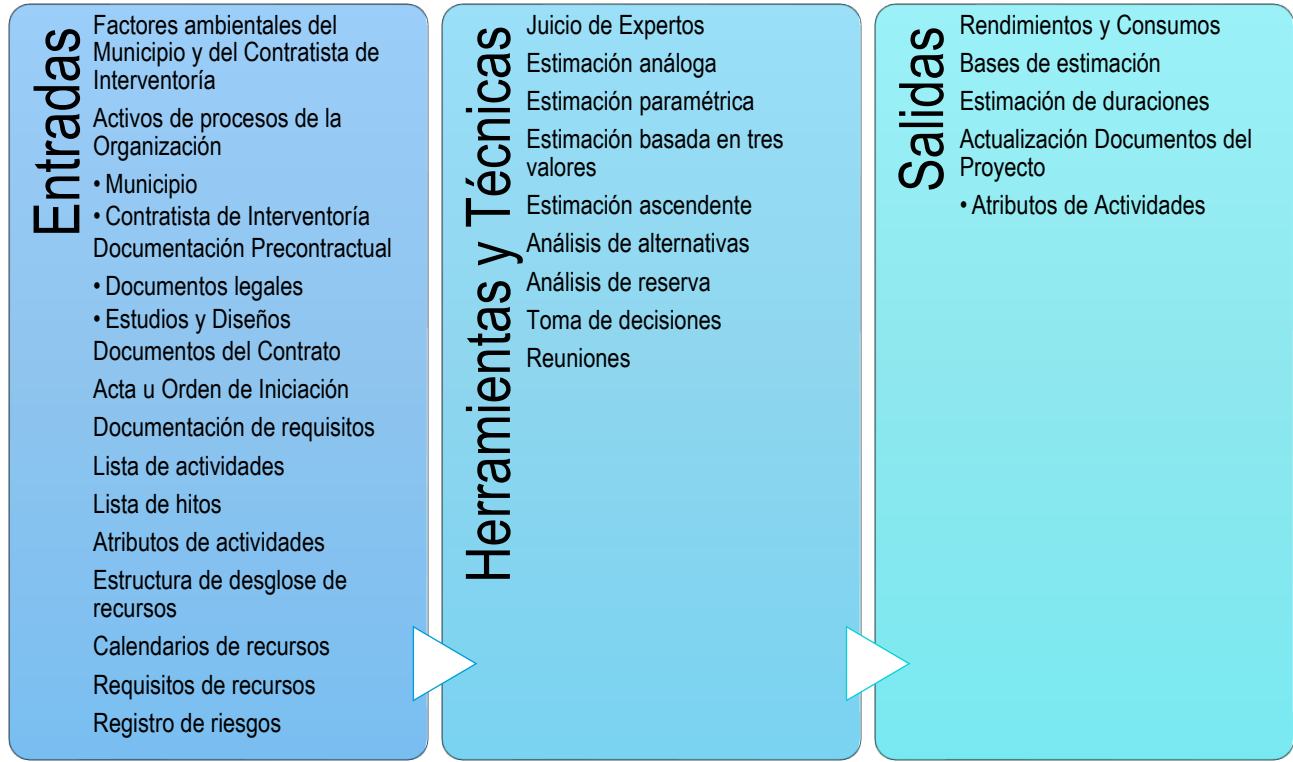 Entradas
Factores ambientales del
Municipio y del Contratista de
Interventoría
Activos de procesos de la
Organización
• Municipio
• Contratista de Interventoría
Documentación Precontractual
• Documentos legales
• Estudios y Diseños
Documentos del Contrato
Acta u Orden de Iniciación
Documentación de requisitos
Lista de actividades
Lista de hitos
Atributos de actividades
Estructura de desglose de
recursos
Calendarios de recursos
Requisitos de recursos
Registro de riesgos
Herramientas y Técnicas
Juicio de Expertos
Estimación análoga
Estimación paramétrica
Estimación basada en tres
valores
Estimación ascendente
Análisis de alternativas
Análisis de reserva
Toma de decisiones
Reuniones
Salidas
Rendimientos y Consumos
Bases de estimación
Estimación de duraciones
Actualización Documentos del
Proyecto
• Atributos de Actividades